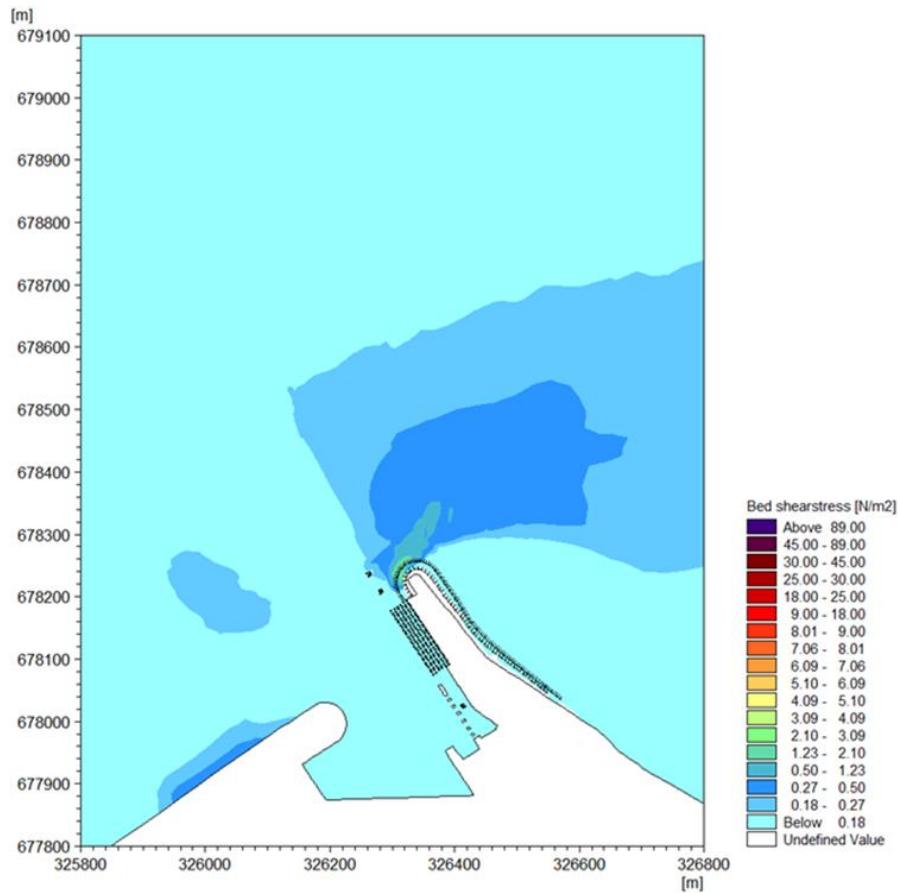 [m]
679100
679000
678900
678800
678700
678600
678500
678400
678300
678200
678100
678000
677900
677800
325800 326000 326200 326400 326600 326800
[m]
Bed shearstress [N/m2]
Above 89.00
45.00 - 89.00
30.00 - 45.00
25.00 - 30.00
18.00 - 25.00
9.00 - 18.00
8.01 - 9.00
7.06 - 8.01
6.09 - 7.06
5.10 - 6.09
4.09 - 5.10
3.09 - 4.09
2.10 - 3.09
1.23 - 2.10
0.50 - 1.23
0.27 - 0.50
0.18 - 0.27
Below 0.18
Undefined Value